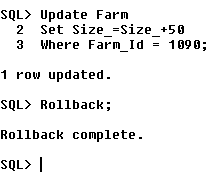 SQL> Update Farm
2 Set Size_=Size_+50
3 Where Farm_Id = 1090;
1 row updated.
SQL> Rollback;
Rollback complete.
SQL>